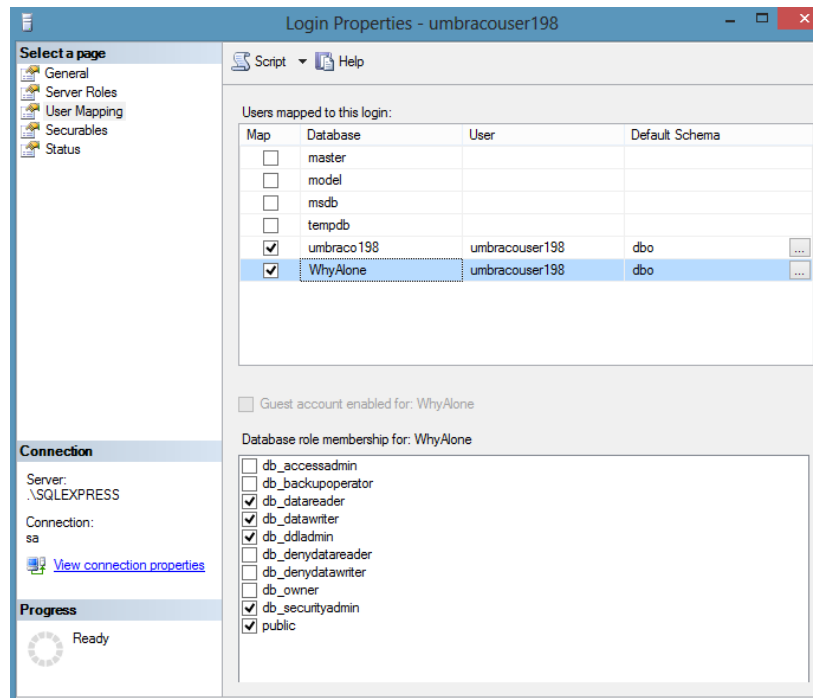 Login Properties - umbracouser198
Select a page
General
Server Roles
User Mapping
Securables
Status
Script Help
Users mapped to this login:
Map Database User Default Schema
master
model
msdb
tempdb
umbraco198 umbracouser198 dbo ...
WhyAlone umbracouser198 dbo ...
Guest account enabled for: WhyAlone
Database role membership for: WhyAlone
db_accessadmin
db_backupoperator
db_datareader
db_datawriter
db_ddladmin
db_denydatareader
db_denydatawriter
db_owner
db_securityadmin
public
Connection
Server:
.\SQLEXPRESS
Connection:
sa
View connection properties
Progress
Ready